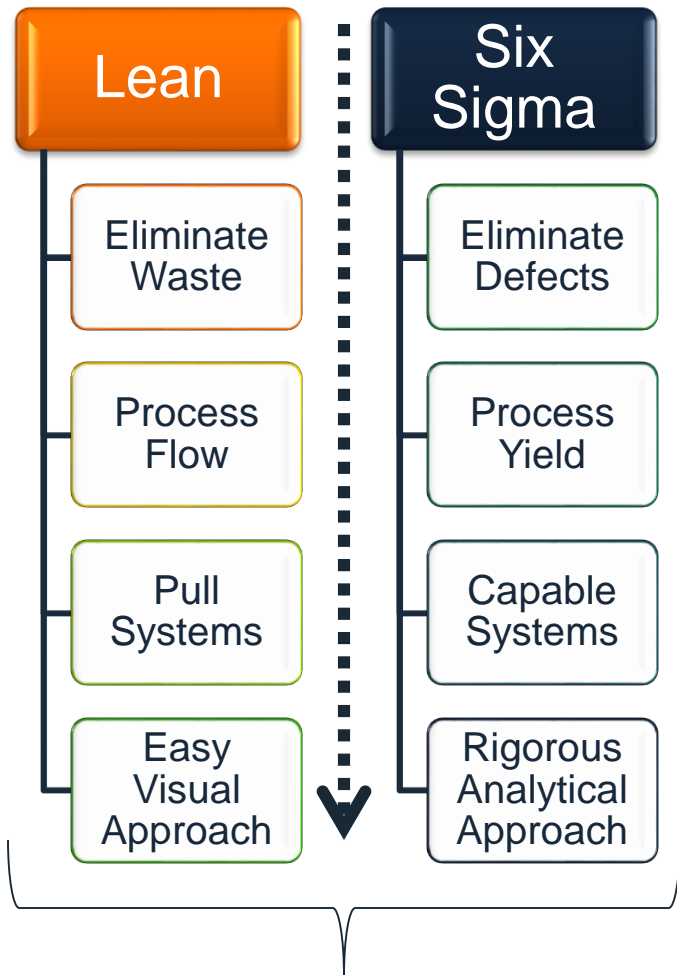 Lean
Eliminate
Waste
Process
Flow
Pull
Systems
Easy
Visual
Approach
Six
Sigma
Eliminate
Defects
Process
Yield
Capable
Systems
Rigorous
Analytical
Approach